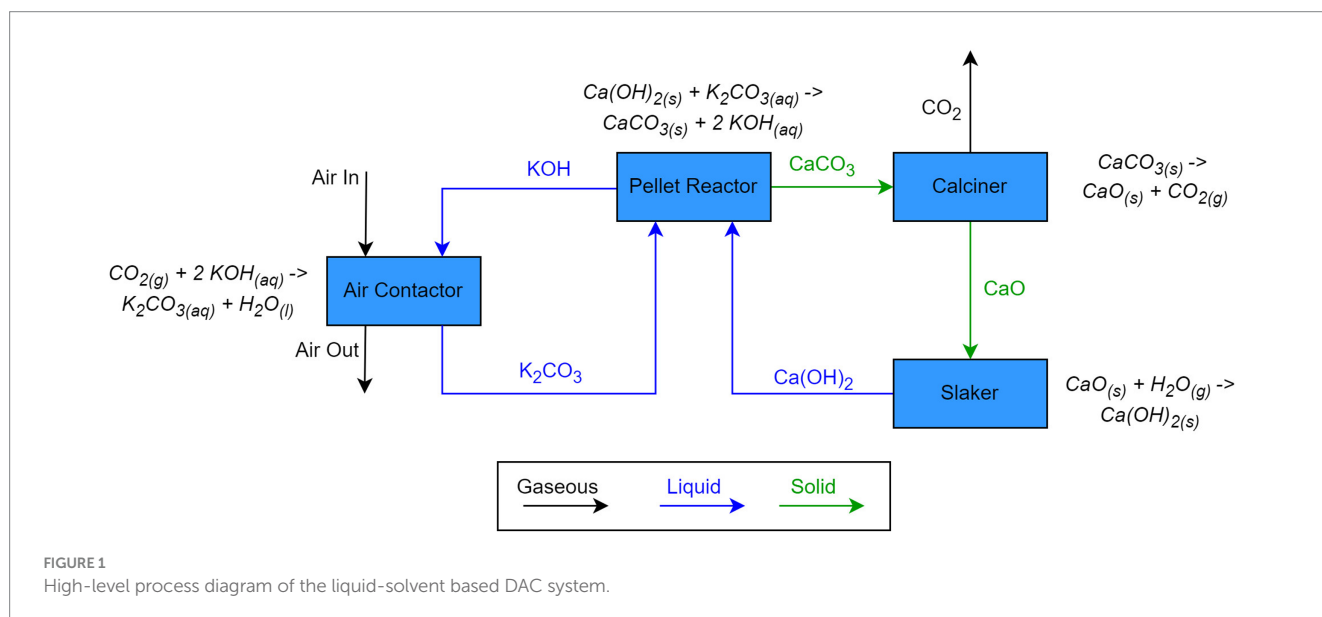 Ca(OH)2(s) + K2CO3(aq) ->
CaCO3(s) + 2 KOH(aq)
CO2
Air In
KOH
Pellet Reactor
CaCO3
Calciner
CaCO3(s) ->
CaO(s) + CO2(g)
CO2(g) + 2 KOH(aq) ->
K2CO3(aq) + H2O(l)
Air Contactor
CaO
Air Out
K2CO3
Ca(OH)2
Slaker
CaO(s) + H2O(g) ->
Ca(OH)2(s)
Gaseous
Liquid
Solid
FIGURE 1
High-level process diagram of the liquid-solvent based DAC system.